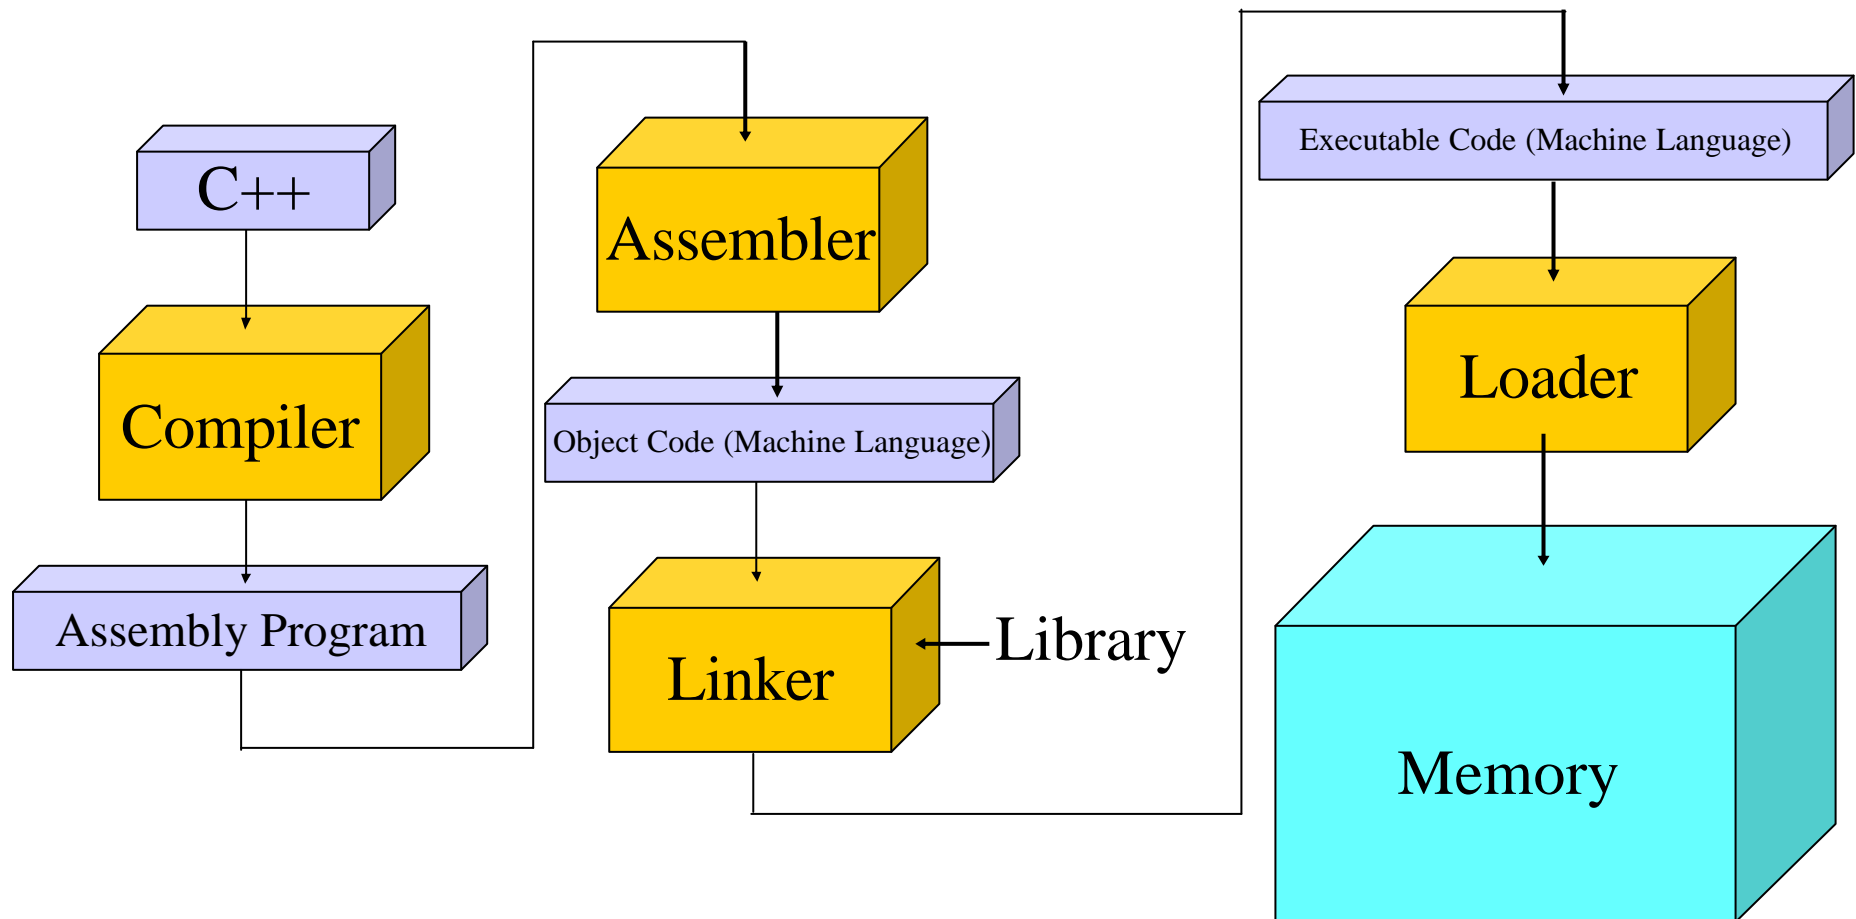 C++
Compiler
Assembly Program
Assembler
Object Code (Machine Language)
Linker
Library
Executable Code (Machine Language)
Loader
Memory